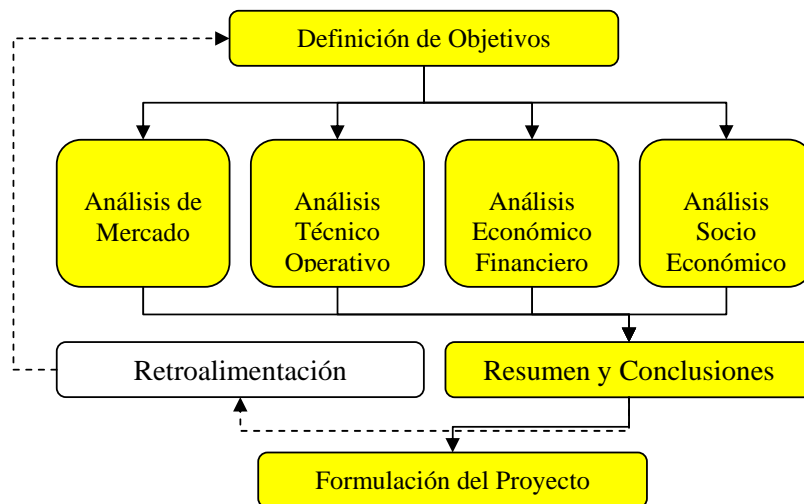 Definición de Objetivos
Análisis de
Mercado
Análisis
Técnico
Operativo
Análisis
Económico
Financiero
Análisis
Socio
Económico
Retroalimentación
Resumen y Conclusiones
Formulación del Proyecto